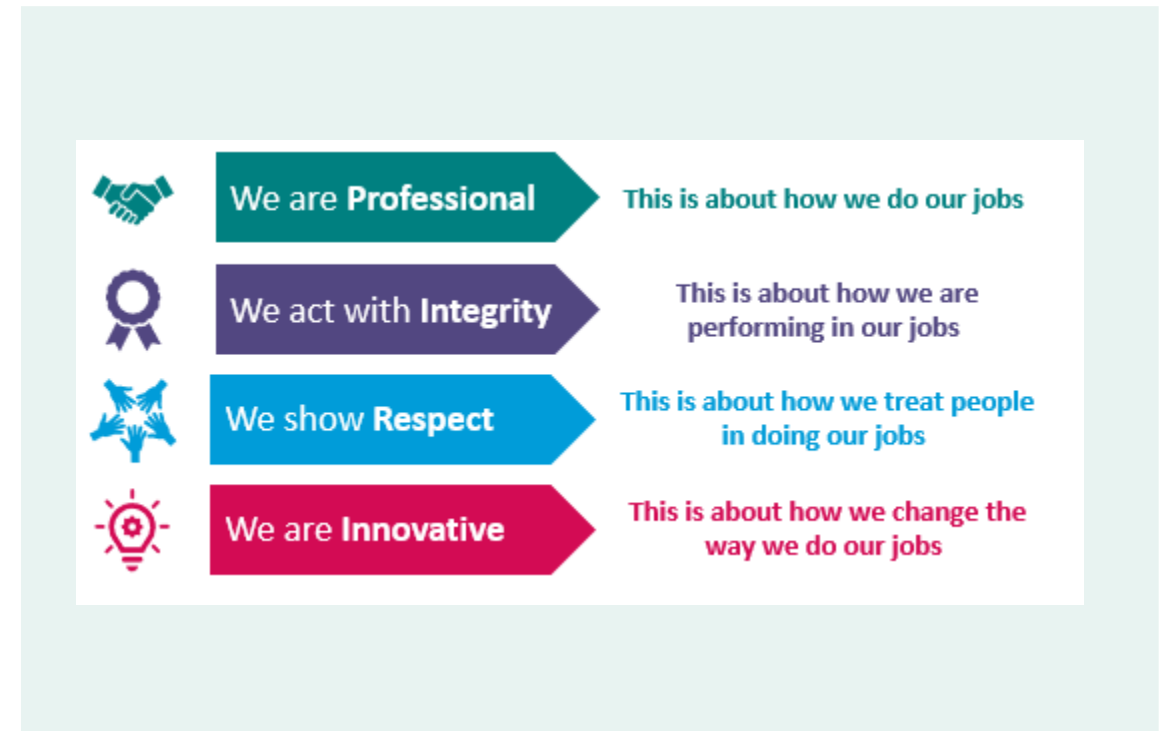 We are Professional
This is about how we do our jobs
We act with Integrity
This is about how we are
performing in our jobs
We show Respect
This is about how we treat people
in doing our jobs
We are Innovative
This is about how we change the
way we do our jobs